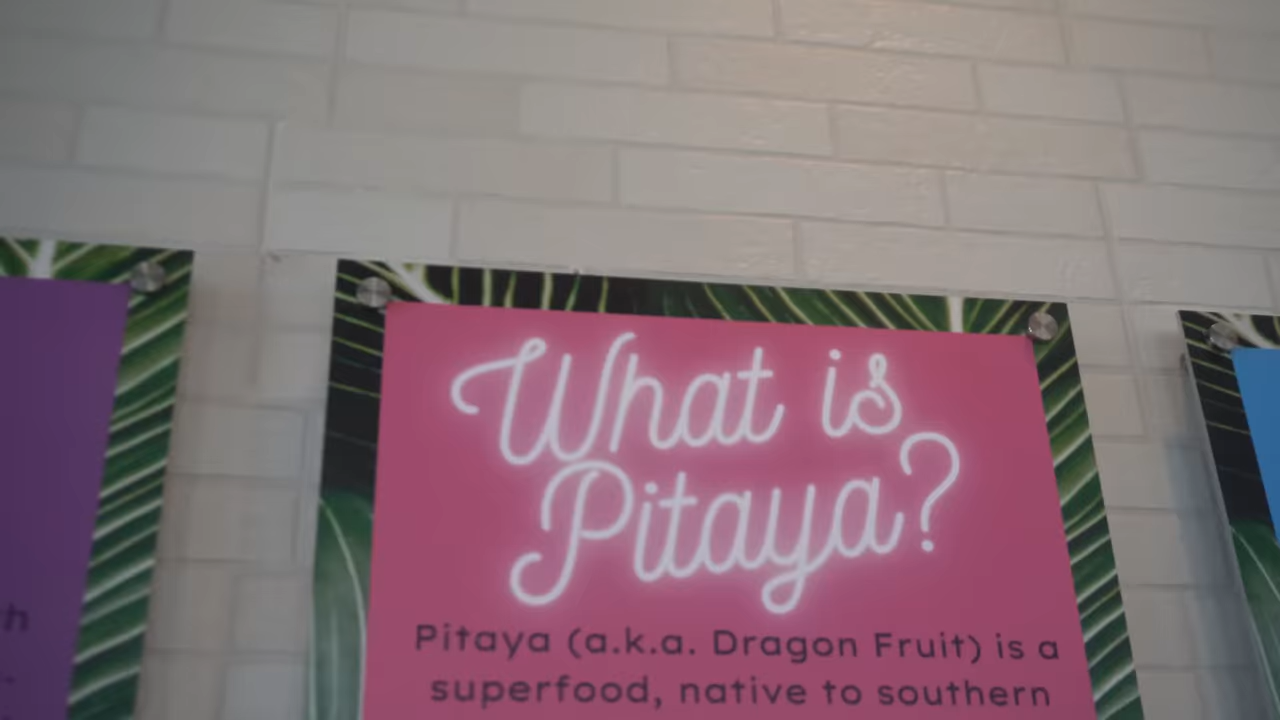 What is
Pitaya?
Pitaya (a.k.a. Dragon Fruit) is a
superfood, native to southern